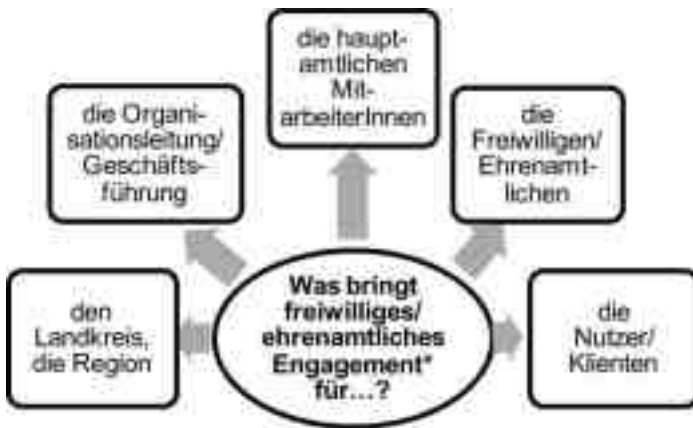 die haupt-
amtlichen
Mit-
arbeiterInnen
die Organi-
sationsleitung/
Geschäfts-
führung
die
Freiwilligen/
Ehrenamt-
lichen
den
Landkreis,
die Region
Was bringt
freiwilliges/
ehrenamtliches
Engagement*
für...?
die
Nutzer/
Klienten